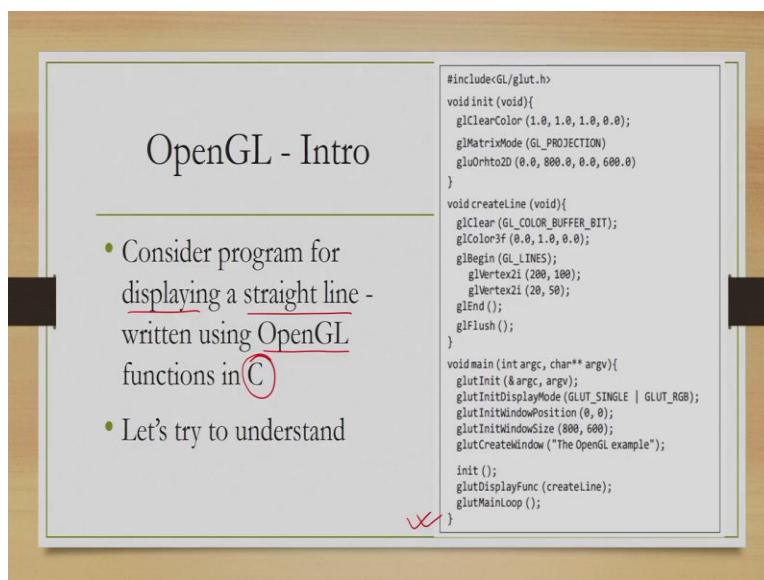 OpenGL - Intro
• Consider program for
displaying a straight line -
written using OpenGL
functions in C
• Let's try to understand
#include<GL/glut.h>
void init (void){
glClearColor (1.0, 1.0, 1.0, 0.0);
glMatrixMode (GL_PROJECTION)
gluOrhto2D (0.0, 800.0, 0.0, 600.0)
}
void createLine (void){
glClear (GL_COLOR_BUFFER_BIT);
glColor3f (0.0, 1.0, 0.0);
glBegin (GL_LINES);
glVertex2i (200, 100);
glVertex2i (20, 50);
glEnd ();
glFlush ();
}
void main (int argc, char** argv){
glutInit (&argc, argv);
glutInitDisplayMode (GLUT_SINGLE | GLUT_RGB);
glutInitWindowPosition (0, 0);
glutInitWindowSize (800, 600);
glutCreateWindow ("The OpenGL example");
init ();
glutDisplayFunc (createLine);
glutMainLoop ();
}